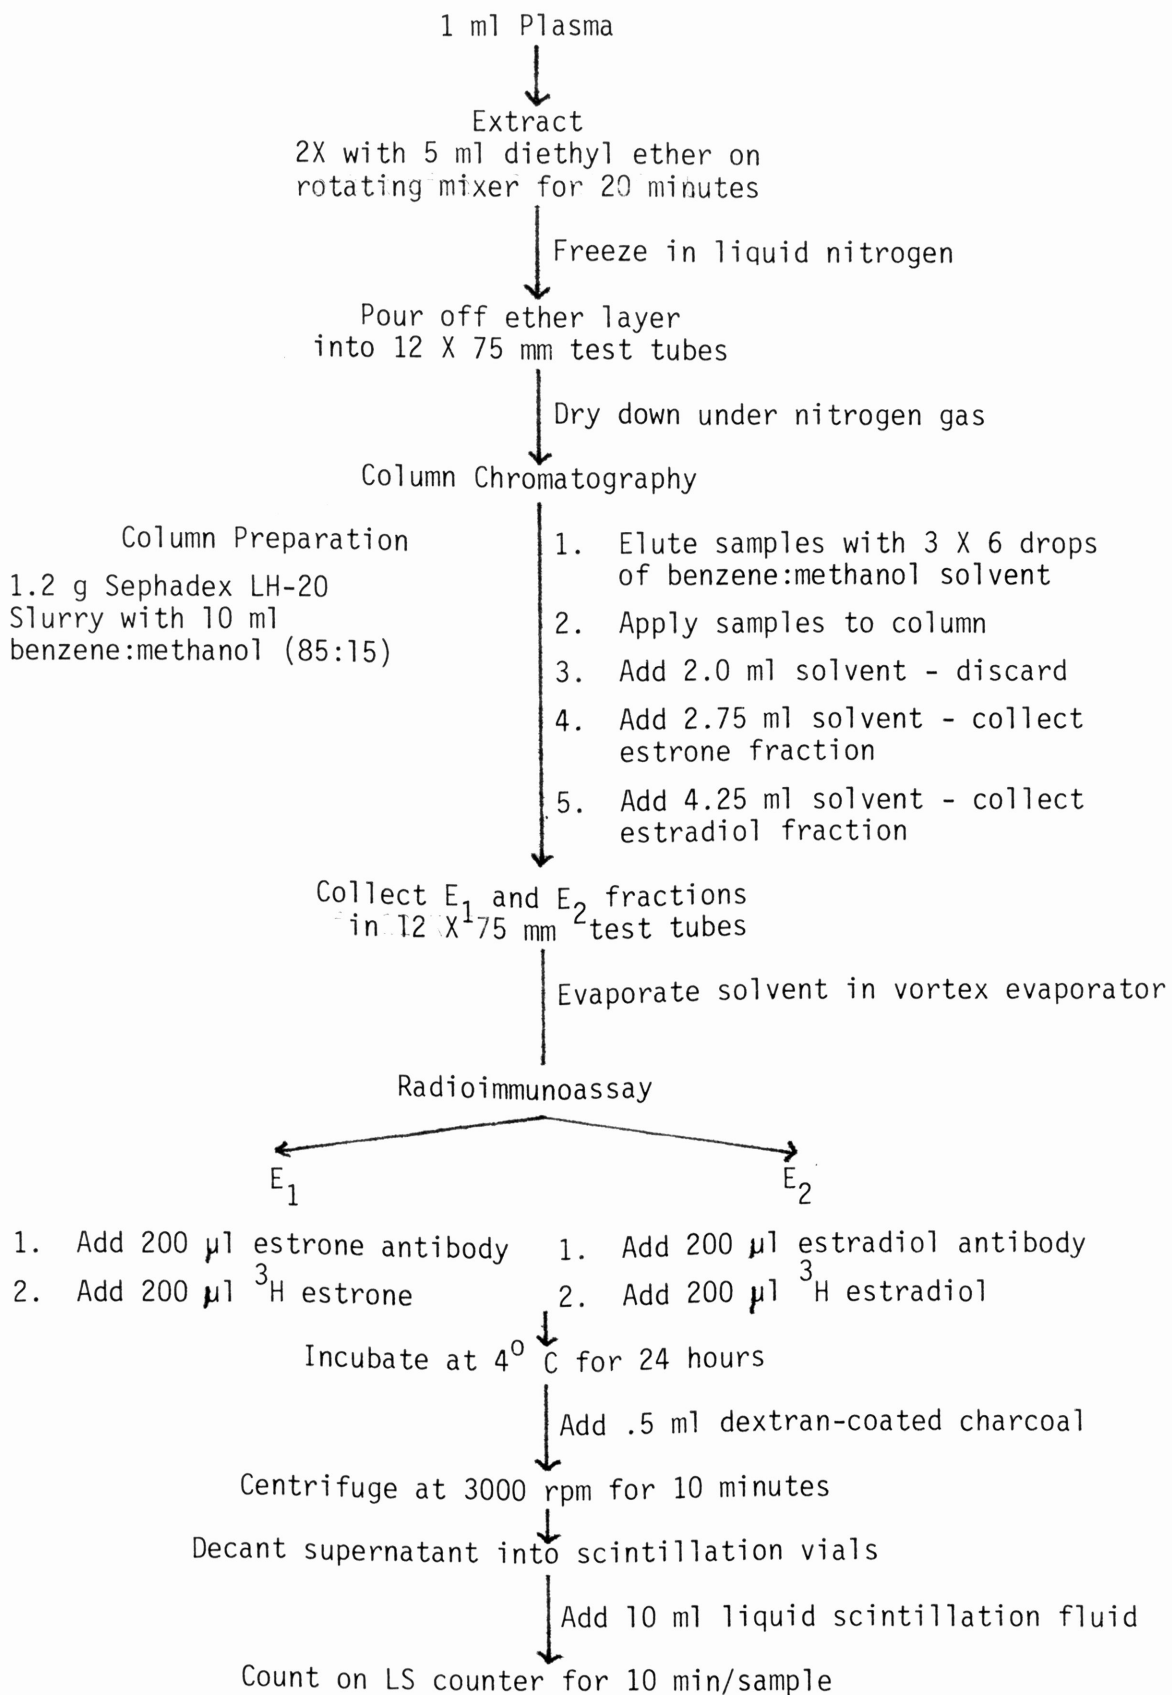 1 ml Plasma
Extract
2X with 5 ml diethyl ether on
rotating mixer for 20 minutes
Freeze in liquid nitrogen
Pour off ether layer
into 12 X 75 mm test tubes
Dry down under nitrogen gas
Column Chromatography
Column Preparation
1.2 g Sephadex LH-20
Slurry with 10 ml
benzene:methanol (85:15)
1. Elute samples with 3 X 6 drops
of benzene:methanol solvent
2. Apply samples to column
3. Add 2.0 ml solvent - discard
4. Add 2.75 ml solvent - collect
estrone fraction
5. Add 4.25 ml solvent - collect
estradiol fraction
Collect E₁ and E₂ fractions
in 12 X 75 mm test tubes
Evaporate solvent in vortex evaporator
Radioimmunoassay
E₁
1. Add 200 µl estrone antibody
2. Add 200 µl ³H estrone
E₂
1. Add 200 µl estradiol antibody
2. Add 200 µl ³H estradiol
Incubate at 4° C for 24 hours
Add .5 ml dextran-coated charcoal
Centrifuge at 3000 rpm for 10 minutes
Decant supernatant into scintillation vials
Add 10 ml liquid scintillation fluid
Count on LS counter for 10 min/sample